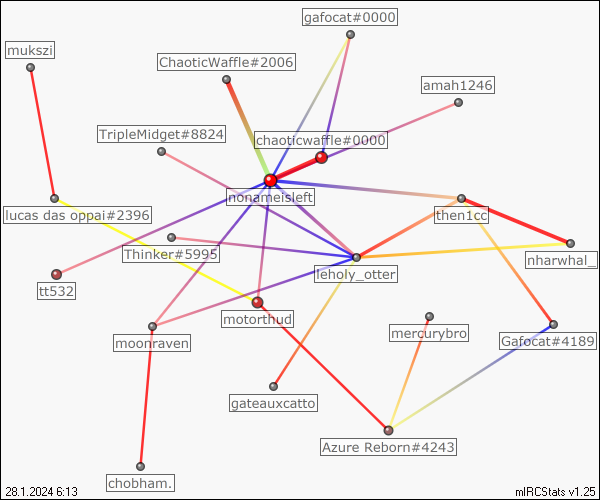 gafocat#0000
mukszi
ChaoticWaffle#2006
amah1246
TripleMidget#8824
chaoticwaffle#0000
nonameisleft
lucas das oppai#2396
then1cc
Thinker#5995
nharwhal_
leholy_otter
tt532
motorthud
mercurybro
moonraven
Gafocat#4189
gateauxcatto
Azure Reborn#4243
chobham.
28.1.2024 6:13
mIRCStats v1.25